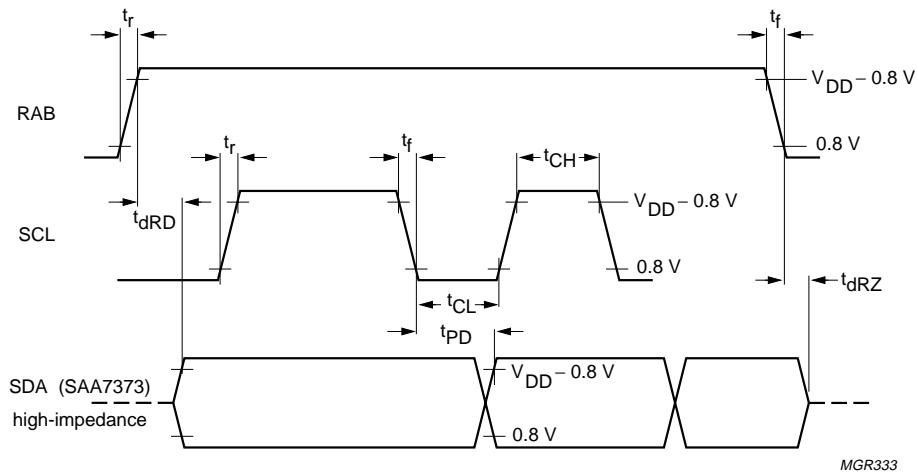 tr
tf
VDD – 0.8 V
RAB
tr
tf
tCH
0.8 V
tdRD
VDD – 0.8 V
SCL
0.8 V
tCL
tdRZ
tPD
SDA (SAA7373)
VDD – 0.8 V
high-impedance
0.8 V
MGR333